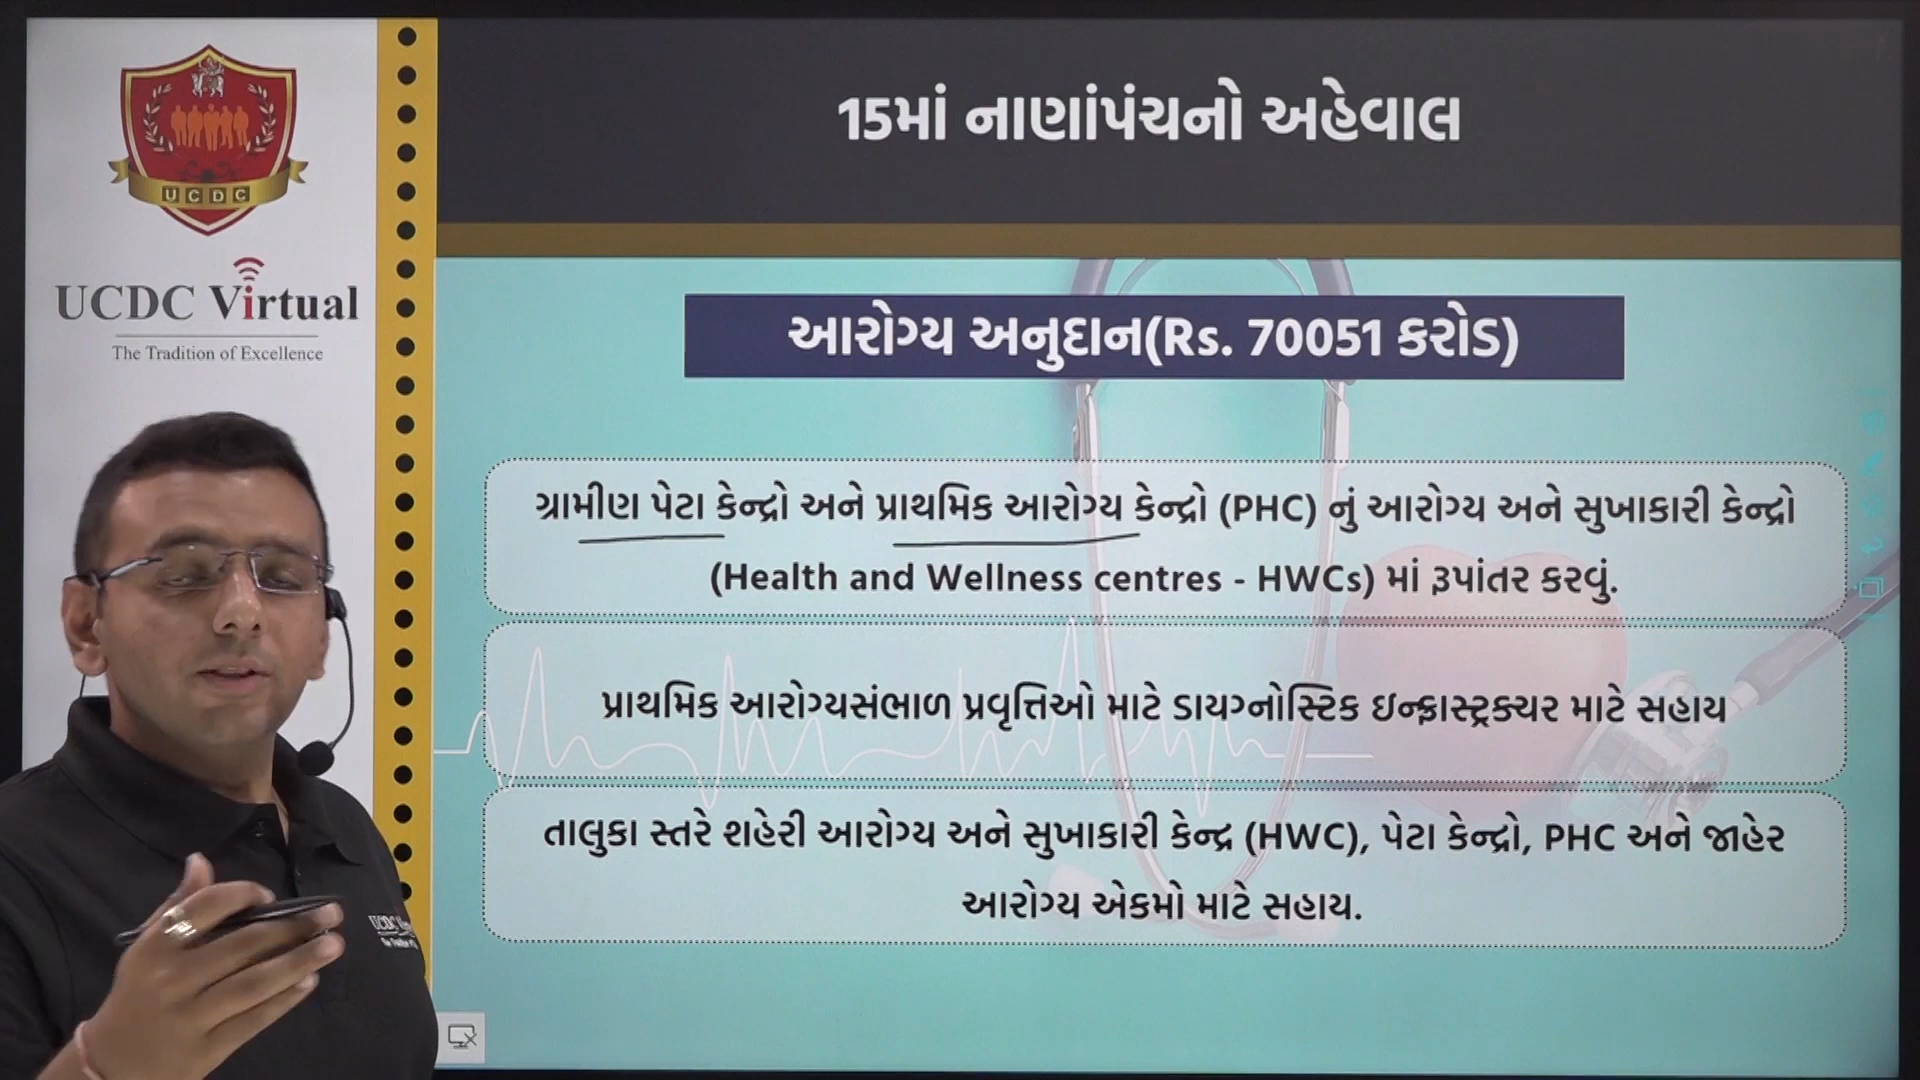 UCDC
UCDC Virtual
The Tradition of Excellence
15માં નાણાંપંચનો અહેવાલ
આરોગ્ય અનુદાન(Rs. 70051 કરોડ)
ગ્રામીણ પેટા કેન્દ્રો અને પ્રાથમિક આરોગ્ય કેન્દ્રો (PHC) નું આરોગ્ય અને સુખાકારી કેન્દ્રો
(Health and Wellness centres - HWCs) માં રૂપાંતર કરવું.
પ્રાથમિક આરોગ્યસંભાળ પ્રવૃત્તિઓ માટે ડાયગ્નોસ્ટિક ઇન્ફ્રાસ્ટ્રક્ચર માટે સહાય
તાલુકા સ્તરે શહેરી આરોગ્ય અને સુખાકારી કેન્દ્ર (HWC), પેટા કેન્દ્રો, PHC અને જાહેર
આરોગ્ય એકમો માટે સહાય.
UCDC